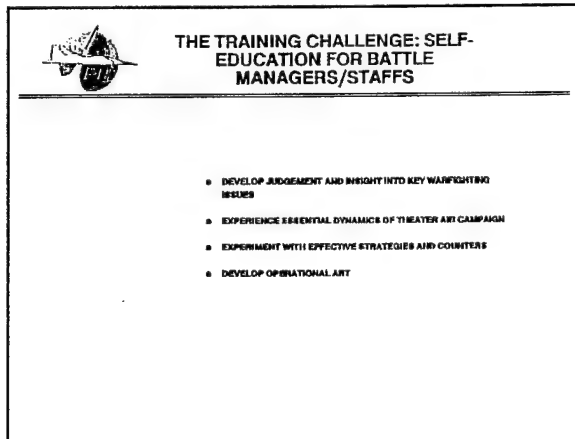 THE TRAINING CHALLENGE: SELF-
EDUCATION FOR BATTLE
MANAGERS/STAFFS
DEVELOP JUDGEMENT AND INSIGHT INTO KEY WARFIGHTING
ISSUES
EXPERIENCE ESSENTIAL DYNAMICS OF THEATER AIR CAMPAIGN
EXPERIMENT WITH EFFECTIVE STRATEGIES AND COUNTERS
DEVELOP OPERATIONAL ART